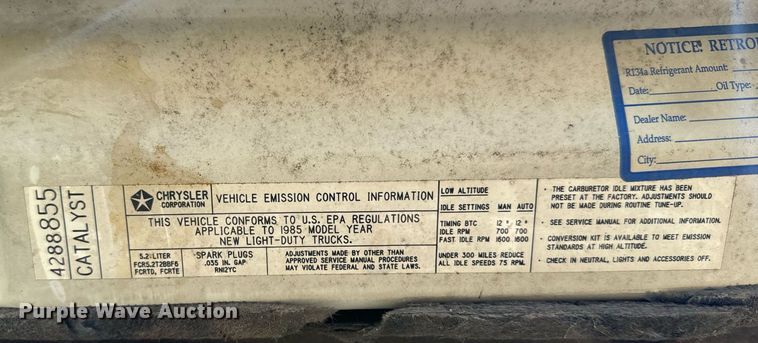 NOTICE: RETRO
R134a Refrigerant Amount:
Date: Oil Type:
Dealer Name:
Address:
City:
4288855
CATALYST
CHRYSLER
CORPORATION
VEHICLE EMISSION CONTROL INFORMATION
THIS VEHICLE CONFORMS TO U.S. EPA REGULATIONS
APPLICABLE TO 1985 MODEL YEAR
NEW LIGHT-DUTY TRUCKS.
5.2 LITER
FCR5.2T2BBF6
FCRTD, FCRTE
SPARK PLUGS
.035 IN. GAP
RN12YC
ADJUSTMENTS MADE BY OTHER THAN
APPROVED SERVICE MANUAL PROCEDURES
MAY VIOLATE FEDERAL AND STATE LAWS.
LOW ALTITUDE
IDLE SETTINGS MAN AUTO
TIMING BTC 12° 12°
IDLE RPM 700 700
FAST IDLE RPM 1600 1600
UNDER 300 MILES REDUCE
ALL IDLE SPEEDS 75 RPM.
• THE CARBURETOR IDLE MIXTURE HAS BEEN
PRESET AT THE FACTORY. ADJUSTMENTS SHOULD
NOT BE MADE DURING ROUTINE TUNE-UP.
• SEE SERVICE MANUAL FOR ADDITIONAL INFORMATION.
• CONVERSION KIT IS AVAILABLE TO MEET EMISSION
STANDARDS AT HIGH ALTITUDE.
• CHECK IN NEUTRAL, LIGHTS AND ACCESSORIES OFF.
Purple Wave Auction